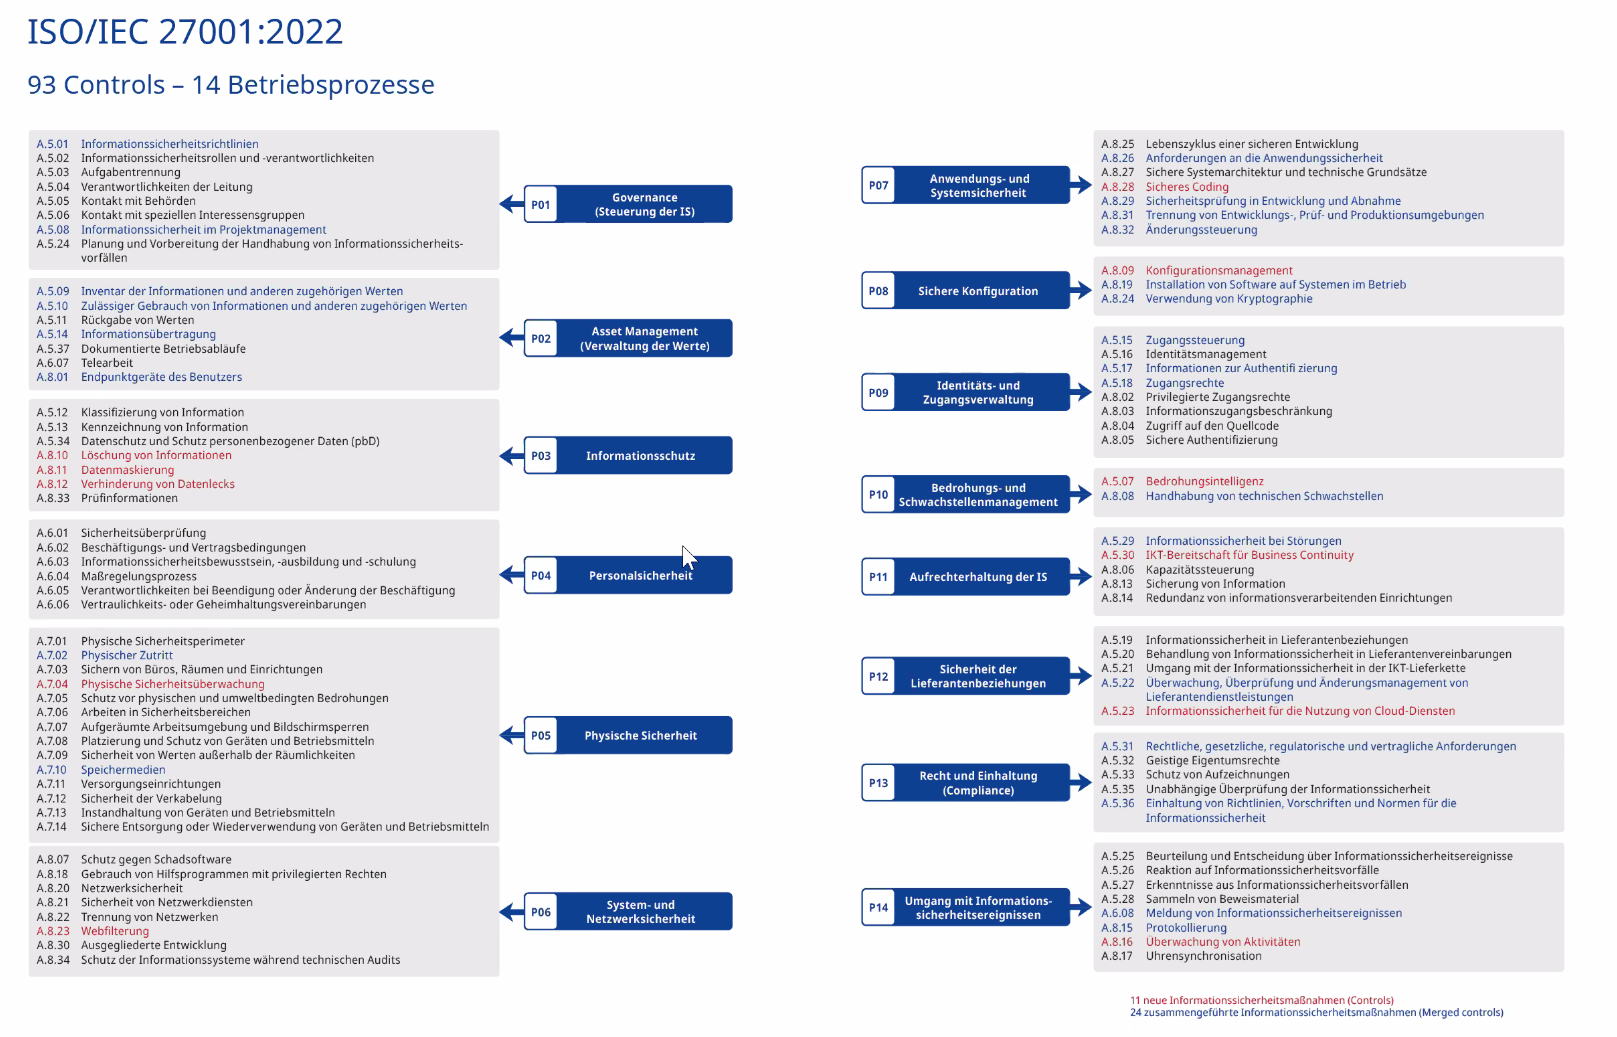 ISO/IEC 27001:2022
93 Controls – 14 Betriebsprozesse
A.5.01 Informationssicherheitsrichtlinien
A.5.02 Informationssicherheitsrollen und -verantwortlichkeiten
A.5.03 Aufgabentrennung
A.5.04 Verantwortlichkeiten der Leitung
A.5.05 Kontakt mit Behörden
A.5.06 Kontakt mit speziellen Interessensgruppen
A.5.08 Informationssicherheit im Projektmanagement
A.5.24 Planung und Vorbereitung der Handhabung von Informationssicherheits-
vorfällen
P01 Governance
(Steuerung der IS)
A.5.09 Inventar der Informationen und anderen zugehörigen Werten
A.5.10 Zulässiger Gebrauch von Informationen und anderen zugehörigen Werten
A.5.11 Rückgabe von Werten
A.5.14 Informationsübertragung
A.5.37 Dokumentierte Betriebsabläufe
A.6.07 Telearbeit
A.8.01 Endpunktgeräte des Benutzers
P02 Asset Management
(Verwaltung der Werte)
A.5.12 Klassifizierung von Information
A.5.13 Kennzeichnung von Information
A.5.34 Datenschutz und Schutz personenbezogener Daten (pbD)
A.8.10 Löschung von Informationen
A.8.11 Datenmaskierung
A.8.12 Verhinderung von Datenlecks
A.8.33 Prüfinformationen
P03 Informationsschutz
A.6.01 Sicherheitsüberprüfung
A.6.02 Beschäftigungs- und Vertragsbedingungen
A.6.03 Informationssicherheitsbewusstsein, -ausbildung und -schulung
A.6.04 Maßregelungsprozess
A.6.05 Verantwortlichkeiten bei Beendigung oder Änderung der Beschäftigung
A.6.06 Vertraulichkeits- oder Geheimhaltungsvereinbarungen
P04 Personalsicherheit
A.7.01 Physische Sicherheitsperimeter
A.7.02 Physischer Zutritt
A.7.03 Sichern von Büros, Räumen und Einrichtungen
A.7.04 Physische Sicherheitsüberwachung
A.7.05 Schutz vor physischen und umweltbedingten Bedrohungen
A.7.06 Arbeiten in Sicherheitsbereichen
A.7.07 Aufgeräumte Arbeitsumgebung und Bildschirmsperren
A.7.08 Platzierung und Schutz von Geräten und Betriebsmitteln
A.7.09 Sicherheit von Werten außerhalb der Räumlichkeiten
A.7.10 Speichermedien
A.7.11 Versorgungseinrichtungen
A.7.12 Sicherheit der Verkabelung
A.7.13 Instandhaltung von Geräten und Betriebsmitteln
A.7.14 Sichere Entsorgung oder Wiederverwendung von Geräten und Betriebsmitteln
P05 Physische Sicherheit
A.8.07 Schutz gegen Schadsoftware
A.8.18 Gebrauch von Hilfsprogrammen mit privilegierten Rechten
A.8.20 Netzwerksicherheit
A.8.21 Sicherheit von Netzwerkdiensten
A.8.22 Trennung von Netzwerken
A.8.23 Webfilterung
A.8.30 Ausgegliederte Entwicklung
A.8.34 Schutz der Informationssysteme während technischen Audits
P06 System- und
Netzwerksicherheit
P07 Anwendungs- und
Systemsicherheit
A.8.25 Lebenszyklus einer sicheren Entwicklung
A.8.26 Anforderungen an die Anwendungssicherheit
A.8.27 Sichere Systemarchitektur und technische Grundsätze
A.8.28 Sicheres Coding
A.8.29 Sicherheitsprüfung in Entwicklung und Abnahme
A.8.31 Trennung von Entwicklungs-, Prüf- und Produktionsumgebungen
A.8.32 Änderungssteuerung
P08 Sichere Konfiguration
A.8.09 Konfigurationsmanagement
A.8.19 Installation von Software auf Systemen im Betrieb
A.8.24 Verwendung von Kryptographie
P09 Identitäts- und
Zugangsverwaltung
A.5.15 Zugangssteuerung
A.5.16 Identitätsmanagement
A.5.17 Informationen zur Authentifi zierung
A.5.18 Zugangsrechte
A.8.02 Privilegierte Zugangsrechte
A.8.03 Informationszugangsbeschränkung
A.8.04 Zugriff auf den Quellcode
A.8.05 Sichere Authentifizierung
P10 Bedrohungs- und
Schwachstellenmanagement
A.5.07 Bedrohungsintelligenz
A.8.08 Handhabung von technischen Schwachstellen
P11 Aufrechterhaltung der IS
A.5.29 Informationssicherheit bei Störungen
A.5.30 IKT-Bereitschaft für Business Continuity
A.8.06 Kapazitätssteuerung
A.8.13 Sicherung von Information
A.8.14 Redundanz von informationsverarbeitenden Einrichtungen
P12 Sicherheit der
Lieferantenbeziehungen
A.5.19 Informationssicherheit in Lieferantenbeziehungen
A.5.20 Behandlung von Informationssicherheit in Lieferantenvereinbarungen
A.5.21 Umgang mit der Informationssicherheit in der IKT-Lieferkette
A.5.22 Überwachung, Überprüfung und Änderungsmanagement von
Lieferantendienstleistungen
A.5.23 Informationssicherheit für die Nutzung von Cloud-Diensten
P13 Recht und Einhaltung
(Compliance)
A.5.31 Rechtliche, gesetzliche, regulatorische und vertragliche Anforderungen
A.5.32 Geistige Eigentumsrechte
A.5.33 Schutz von Aufzeichnungen
A.5.35 Unabhängige Überprüfung der Informationssicherheit
A.5.36 Einhaltung von Richtlinien, Vorschriften und Normen für die
Informationssicherheit
P14 Umgang mit Informations-
sicherheitsereignissen
A.5.25 Beurteilung und Entscheidung über Informationssicherheitsereignisse
A.5.26 Reaktion auf Informationssicherheitsvorfälle
A.5.27 Erkenntnisse aus Informationssicherheitsvorfällen
A.5.28 Sammeln von Beweismaterial
A.6.08 Meldung von Informationssicherheitsereignissen
A.8.15 Protokollierung
A.8.16 Überwachung von Aktivitäten
A.8.17 Uhrensynchronisation
11 neue Informationssicherheitsmaßnahmen (Controls)
24 zusammengeführte Informationssicherheitsmaßnahmen (Merged controls)